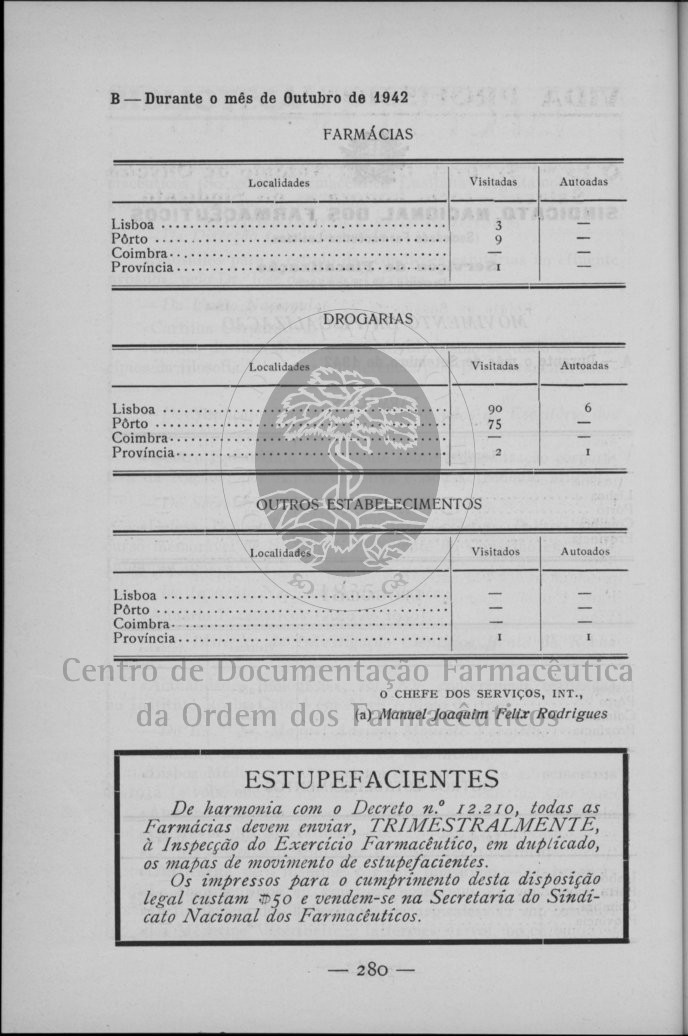 B — Durante o mês de Outubro de 1942
FARMÁCIAS
Localidades Visitadas Autoadas
Lisboa 3 —
Pôrto 9 —
Coimbra — —
Província 1 —
DROGARIAS
Localidades Visitadas Autoadas
Lisboa 90 6
Pôrto 75 —
Coimbra — —
Província 2 1
OUTROS ESTABELECIMENTOS
Localidades Visitados Autoados
Lisboa — —
Pôrto — —
Coimbra — —
Província 1 1
Centro de Documentação Farmacêutica
O CHEFE DOS SERVIÇOS, INT.,
da Ordem dos Farmacêuticos
(a) Manuel Joaquim Felix Rodrigues
ESTUPEFACIENTES
De harmonia com o Decreto n.º 12.210, todas as
Farmácias devem enviar, TRIMESTRALMENTE,
à Inspecção do Exercício Farmacêutico, em duplicado,
os mapas de movimento de estupefacientes.
Os impressos para o cumprimento desta disposição
legal custam $50 e vendem-se na Secretaria do Sindi-
cato Nacional dos Farmacêuticos.
— 280 —